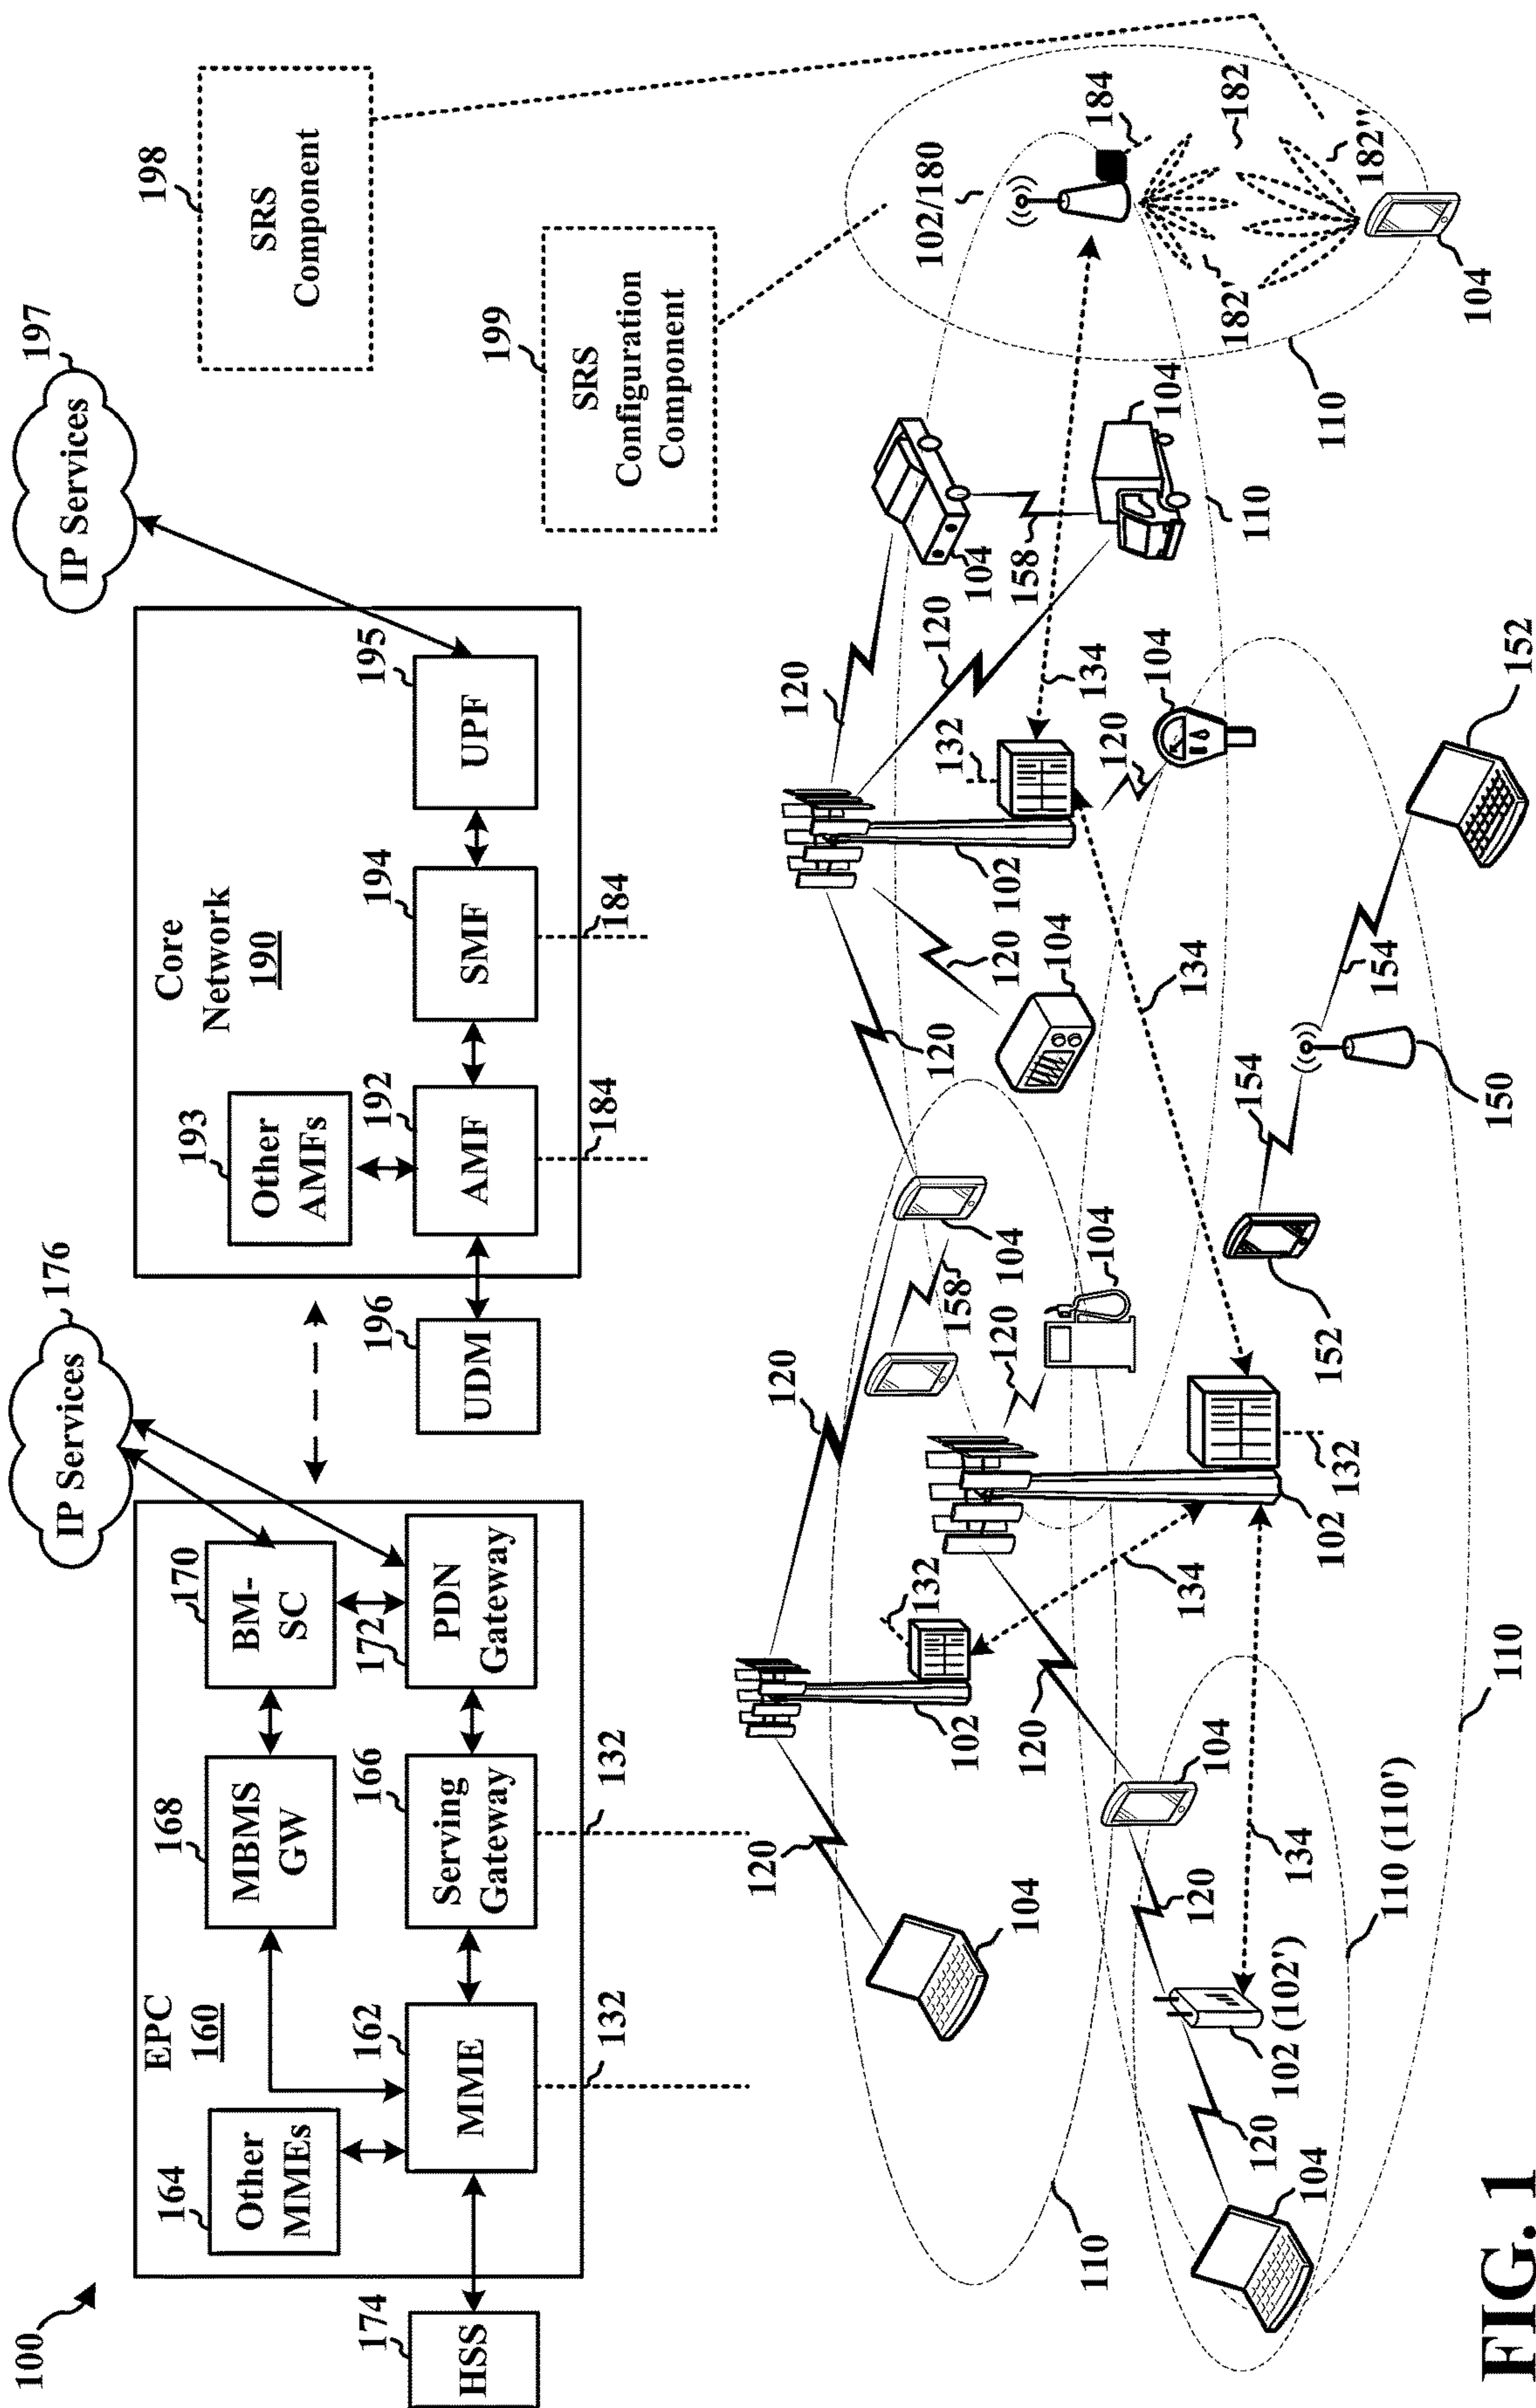 100
EPC
160
164
Other
MMEs
174
HSS
162
MME
132
168
MBMS
GW
166
Serving
Gateway
132
170
BM-
SC
172
PDN
Gateway
176
IP Services
Core
Network
190
193
Other
AMFs
196
UDM
192
AMF
184
194
SMF
184
195
UPF
197
IP Services
198
SRS
Component
199
SRS
Configuration
Component
120
104
110
132
102
120
120
158
104
120
120
104
132
102
120
120
104
158
104
110
120
104
134
102/180
184
182
182'
182''
104
110
120
104
134
132
102
134
120
104
120
104
102 (102')
134
110 (110')
152
154
150
154
152
110
FIG. 1